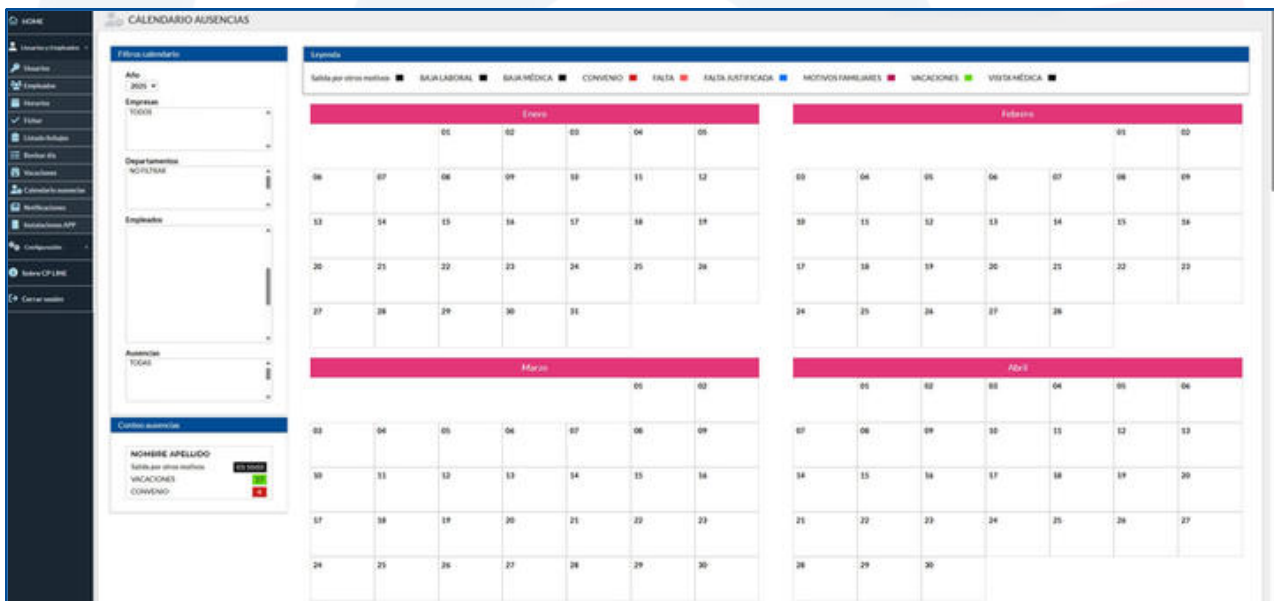 HOME
CALENDARIO AUSENCIAS
Usuarios y Empleados
Usuarios
Empleados
Horarios
Fichar
Listado fichajes
Revisar día
Vacaciones
Calendario ausencias
Notificaciones
Instalaciones APP
Configuración
Sobre CP LINE
Cerrar sesión
Filtros calendario
Año
2025
Empresas
TODOS
Departamentos
NO FILTRAR
Empleados
Ausencias
TODAS
Conteo ausencias
NOMBRE APELLIDO
Salida por otros motivos
VACACIONES 27
CONVENIO 4
Leyenda
Salida por otros motivos BAJA LABORAL BAJA MÉDICA CONVENIO FALTA FALTA JUSTIFICADA MOTIVOS FAMILIARES VACACIONES VISITA MÉDICA
Enero
01 02 03 04 05
06 07 08 09 10 11 12
13 14 15 16 17 18 19
20 21 22 23 24 25 26
27 28 29 30 31
Febrero
01 02
03 04 05 06 07 08 09
10 11 12 13 14 15 16
17 18 19 20 21 22 23
24 25 26 27 28
Marzo
01 02
03 04 05 06 07 08 09
10 11 12 13 14 15 16
17 18 19 20 21 22 23
24 25 26 27 28 29 30
Abril
01 02 03 04 05 06
07 08 09 10 11 12 13
14 15 16 17 18 19 20
21 22 23 24 25 26 27
28 29 30